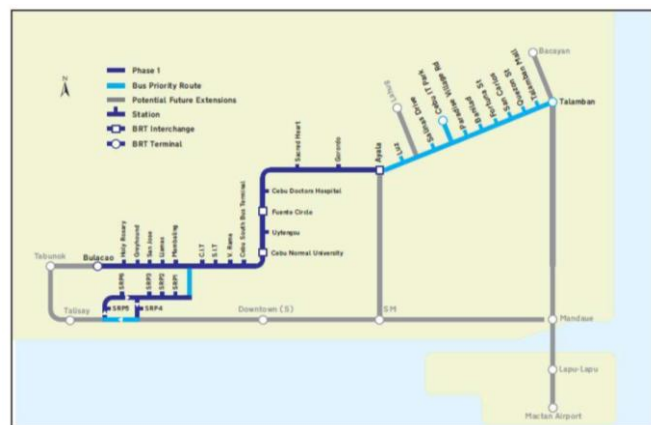 N
Phase 1
Bus Priority Route
Potential Future Extensions
Station
BRT Interchange
BRT Terminal
Bacayan
Talamban
Talamban Mall
Quezon St
San Carlos
Fortuna St
Banilad
Paradise Village Rd
Cebu IT Park
Salinas Drive
Lahug
Luz
Ayala
Gorordo
Sacred Heart
Cebu Doctors Hospital
Fuente Circle
Uytengsu
Cebu Normal University
Cebu South Bus Terminal
V. Rama
S.I.T
C.I.T
Mambaling
San Jose
Greyhound
Holy Rosary
Bulacao
Tabunok
SRP6
SRP3
SRP2
SRP1
SRP5
SRP4
Talisay
Downtown (S)
SM
Mandaue
Lapu-Lapu
Mactan Airport